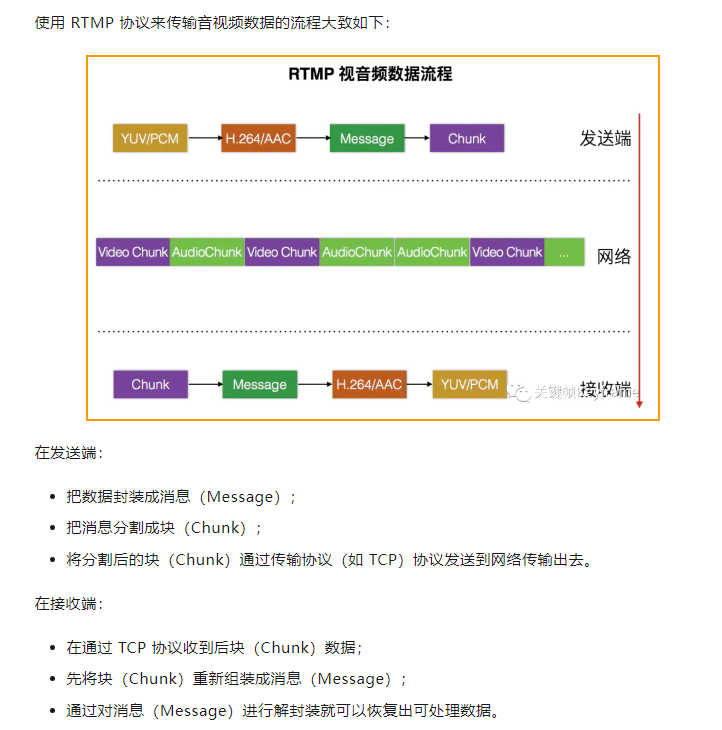 使用 RTMP 协议来传输音视频数据的流程大致如下：
RTMP 视音频数据流程
YUV/PCM H.264/AAC Message Chunk 发送端
Video Chunk AudioChunk Video Chunk AudioChunk AudioChunk Video Chunk ... 网络
Chunk Message H.264/AAC YUV/PCM 接收端
关键帧Keyframe
在发送端：
• 把数据封装成消息（Message）；
• 把消息分割成块（Chunk）；
• 将分割后的块（Chunk）通过传输协议（如 TCP）协议发送到网络传输出去。
在接收端：
• 在通过 TCP 协议收到后块（Chunk）数据；
• 先将块（Chunk）重新组装成消息（Message）；
• 通过对消息（Message）进行解封装就可以恢复出可处理数据。